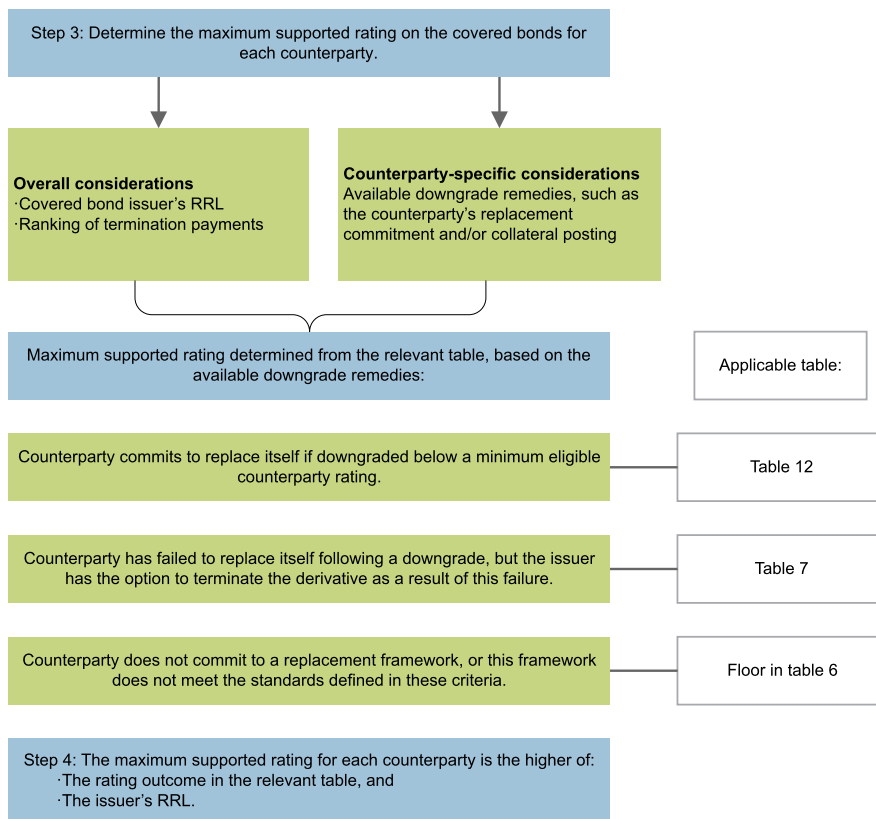 Step 3: Determine the maximum supported rating on the covered bonds for
each counterparty.
Overall considerations
·Covered bond issuer's RRL
·Ranking of termination payments
Counterparty-specific considerations
Available downgrade remedies, such as
the counterparty's replacement
commitment and/or collateral posting
Maximum supported rating determined from the relevant table, based on the
available downgrade remedies:
Applicable table:
Counterparty commits to replace itself if downgraded below a minimum eligible
counterparty rating.
Table 12
Counterparty has failed to replace itself following a downgrade, but the issuer
has the option to terminate the derivative as a result of this failure.
Table 7
Counterparty does not commit to a replacement framework, or this framework
does not meet the standards defined in these criteria.
Floor in table 6
Step 4: The maximum supported rating for each counterparty is the higher of:
·The rating outcome in the relevant table, and
·The issuer's RRL.